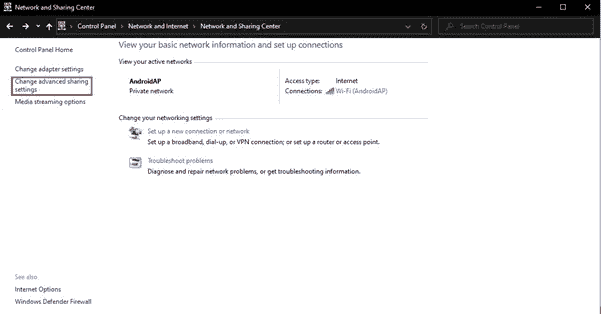 Network and Sharing Center
Control Panel > Network and Internet > Network and Sharing Center
Search Control Panel
Control Panel Home
Change adapter settings
Change advanced sharing
settings
Media streaming options
View your basic network information and set up connections
View your active networks
AndroidAP
Private network
Access type: Internet
Connections: Wi-Fi (AndroidAP)
Change your networking settings
Set up a new connection or network
Set up a broadband, dial-up, or VPN connection; or set up a router or access point.
Troubleshoot problems
Diagnose and repair network problems, or get troubleshooting information.
See also
Internet Options
Windows Defender Firewall